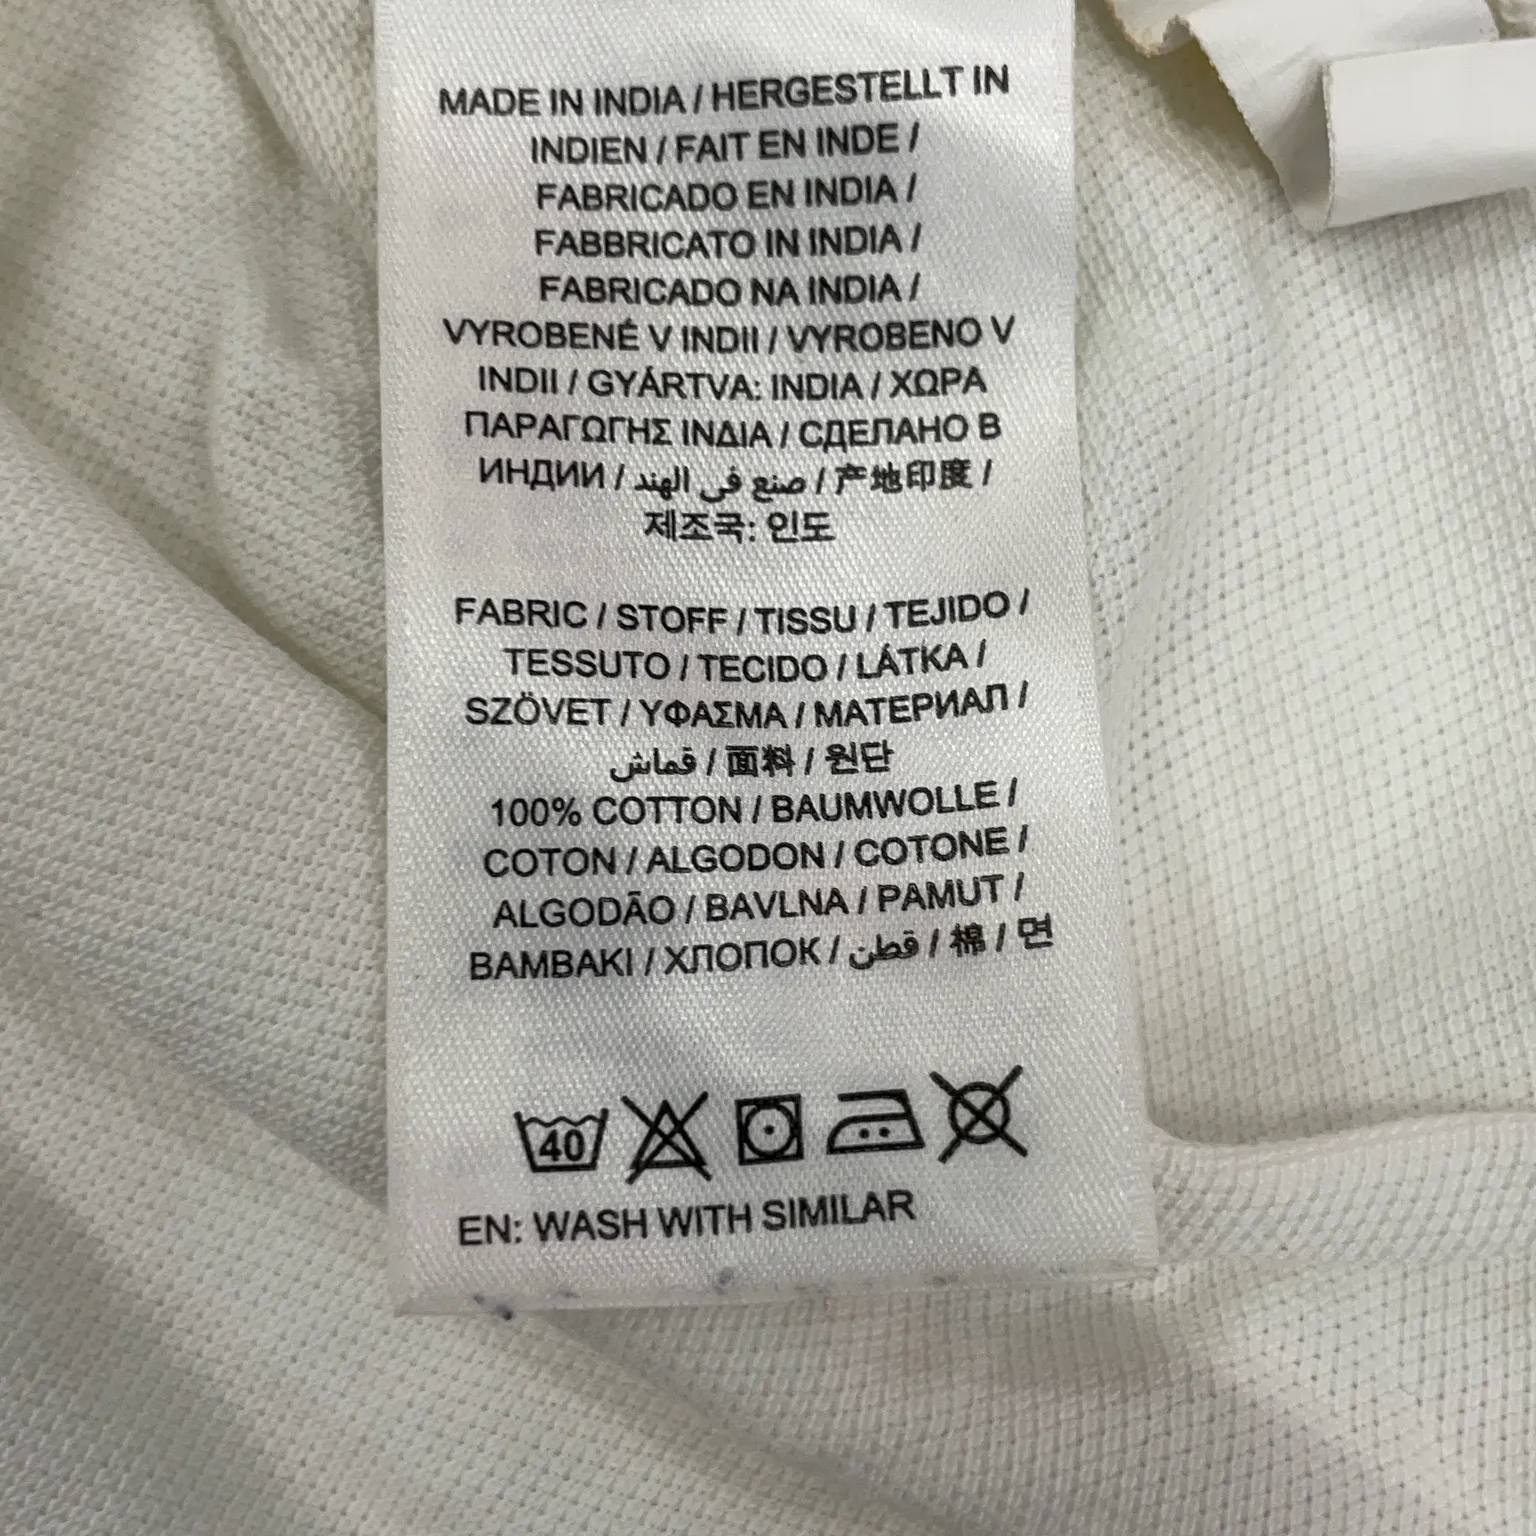 MADE IN INDIA / HERGESTELLT IN
INDIEN / FAIT EN INDE /
FABRICADO EN INDIA /
FABBRICATO IN INDIA /
FABRICADO NA INDIA /
VYROBENÉ V INDII / VYROBENO V
INDII / GYÁRTVA: INDIA / ΧΩΡΑ
ΠΑΡΑΓΩΓΗΣ ΙΝΔΙΑ / СДЕЛАНО В
ИНДИИ / صنع في الهند / 产地印度 /
제조국: 인도
FABRIC / STOFF / TISSU / TEJIDO /
TESSUTO / TECIDO / LÁTKA /
SZÖVET / ΥΦΑΣΜΑ / МАТЕРИАЛ /
قماش / 面料 / 원단
100% COTTON / BAUMWOLLE /
COTON / ALGODON / COTONE /
ALGODÃO / BAVLNA / PAMUT /
BAMBAKI / ХЛОПОК / قطن / 棉 / 면
40
EN: WASH WITH SIMILAR